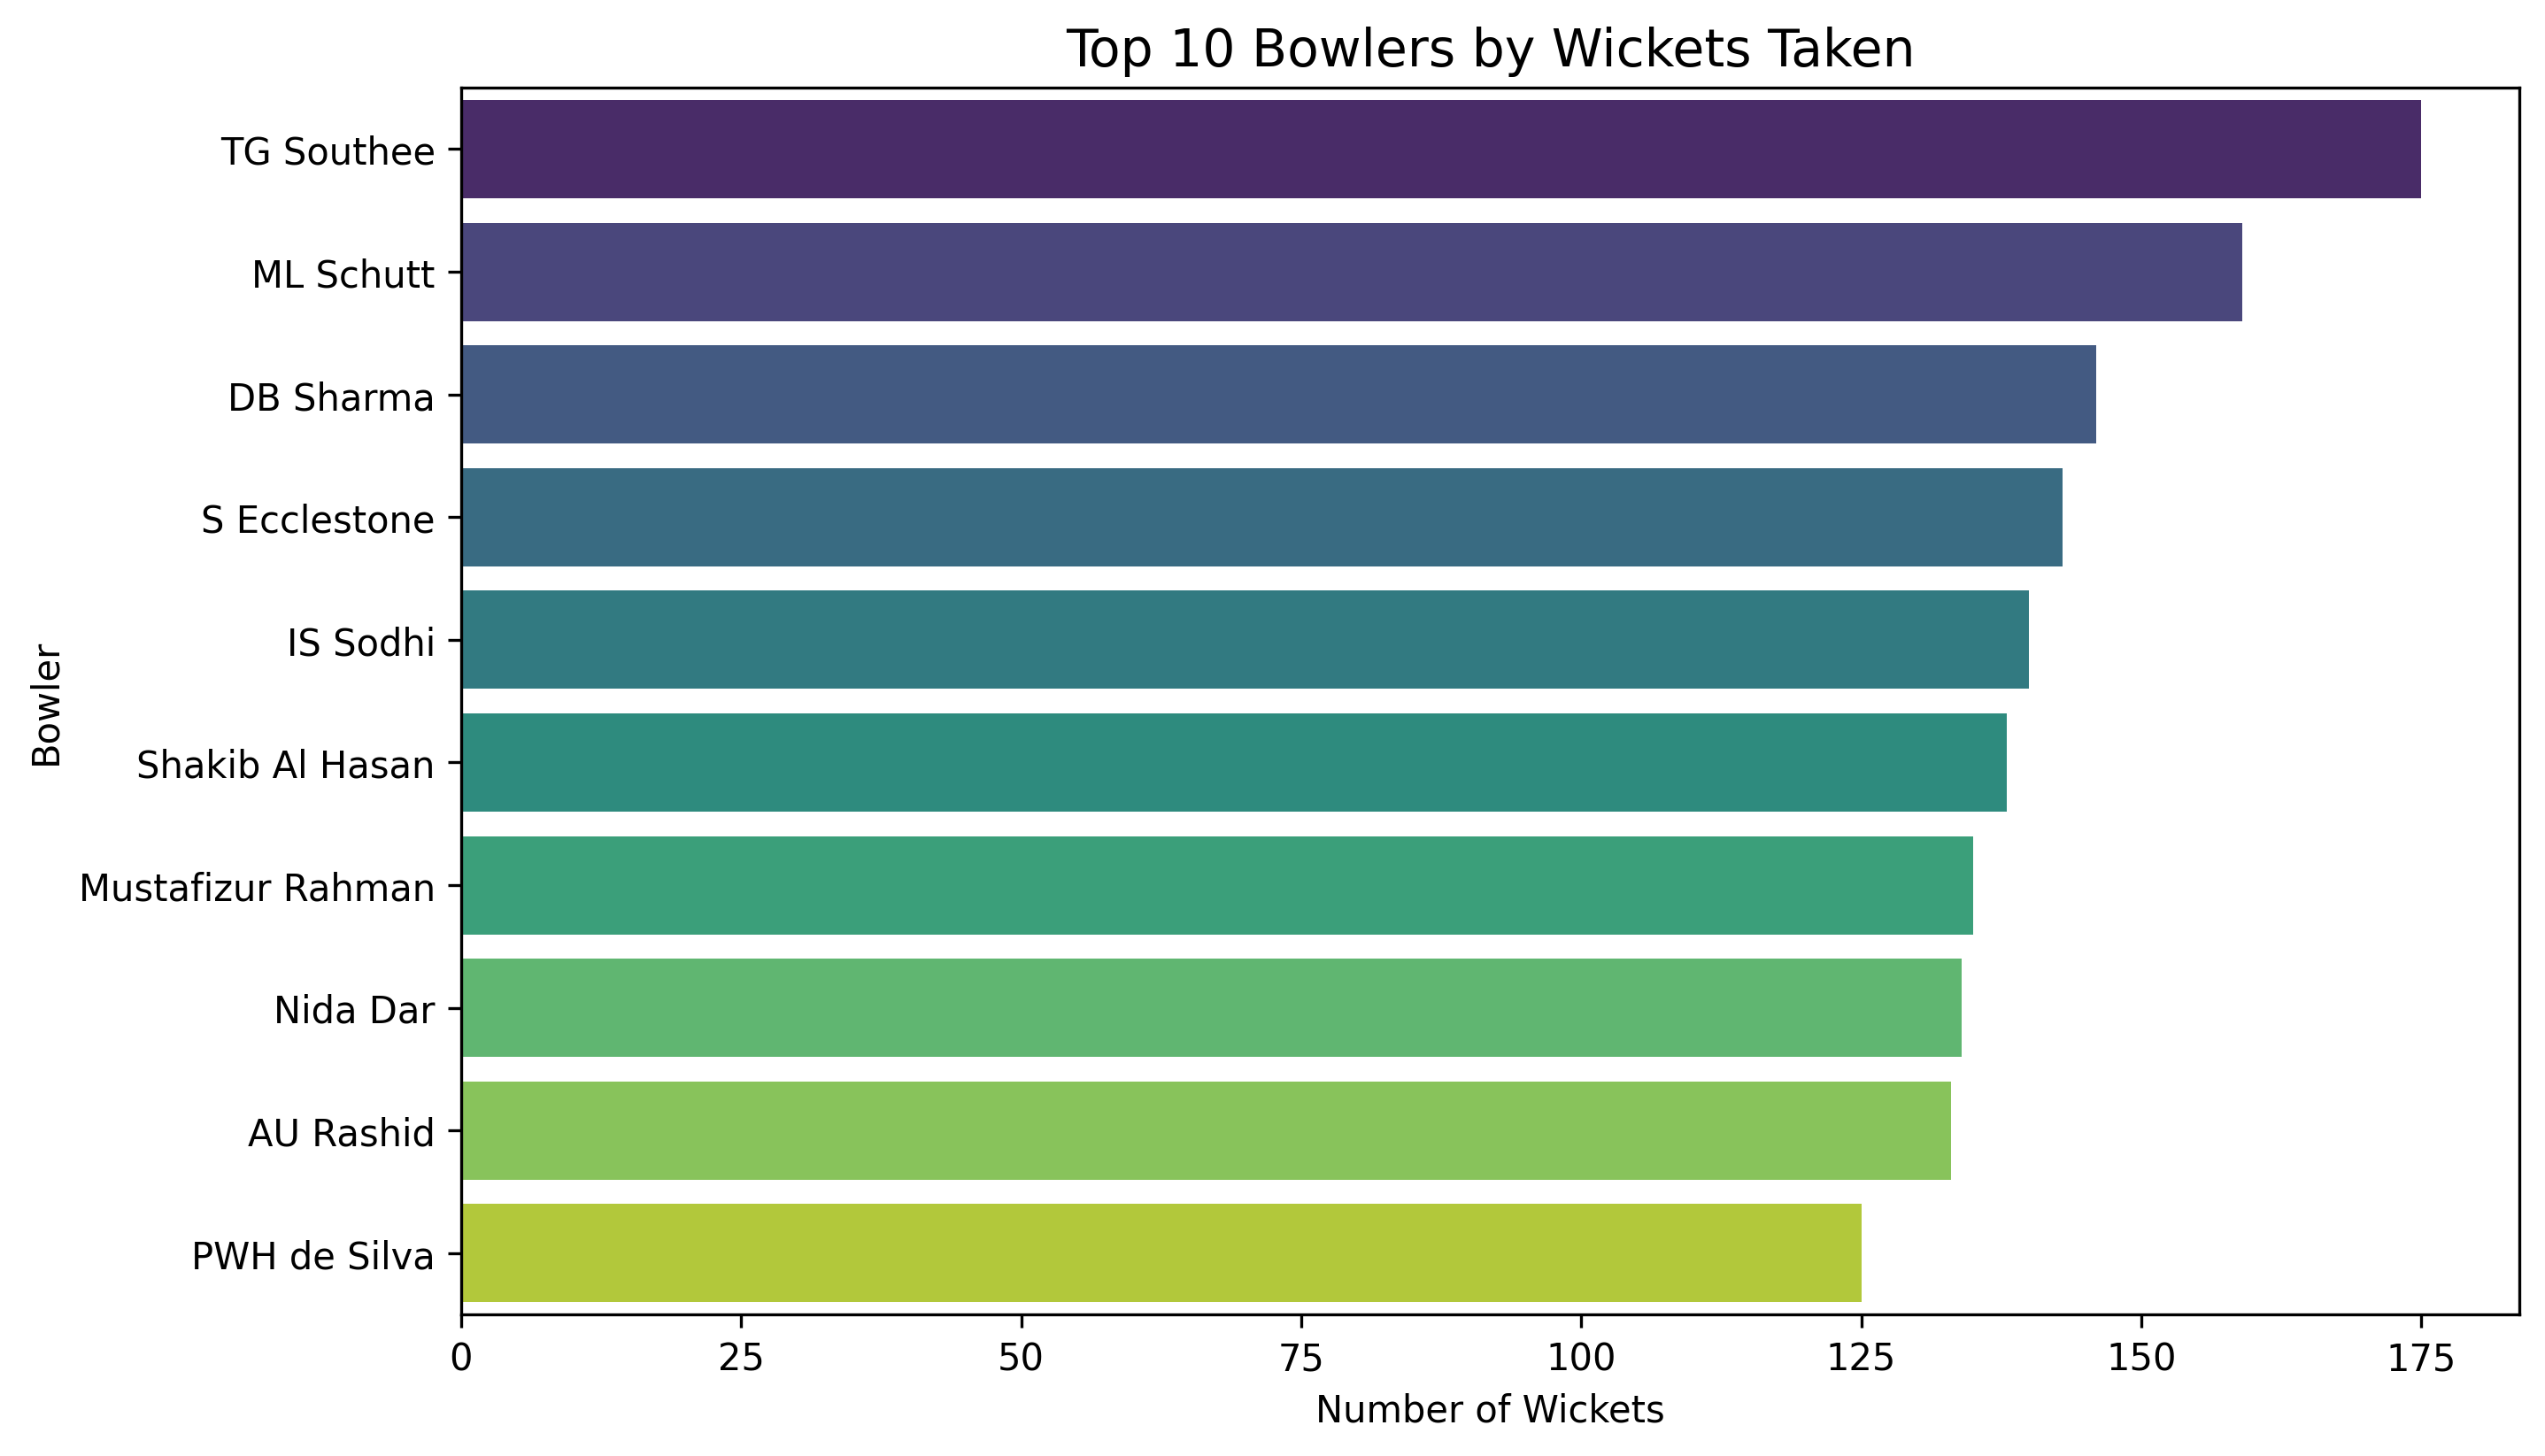 Top 10 Bowlers by Wickets Taken
TG Southee
ML Schutt
DB Sharma
S Ecclestone
IS Sodhi
Shakib Al Hasan
Mustafizur Rahman
Nida Dar
AU Rashid
PWH de Silva
Bowler
0 25 50 75 100 125 150 175
Number of Wickets